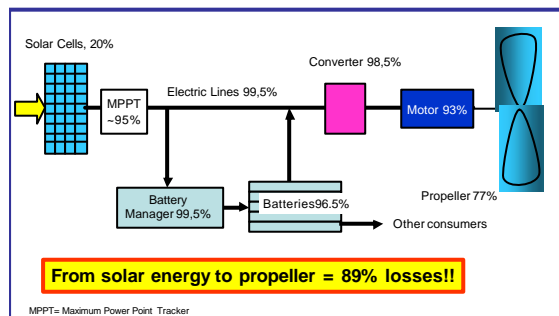 Solar Cells, 20%
MPPT
~95%
Electric Lines 99,5%
Converter 98,5%
Motor 93%
Battery
Manager 99,5%
Batteries96.5%
Propeller 77%
Other consumers
From solar energy to propeller = 89% losses!!
MPPT= Maximum Power Point Tracker